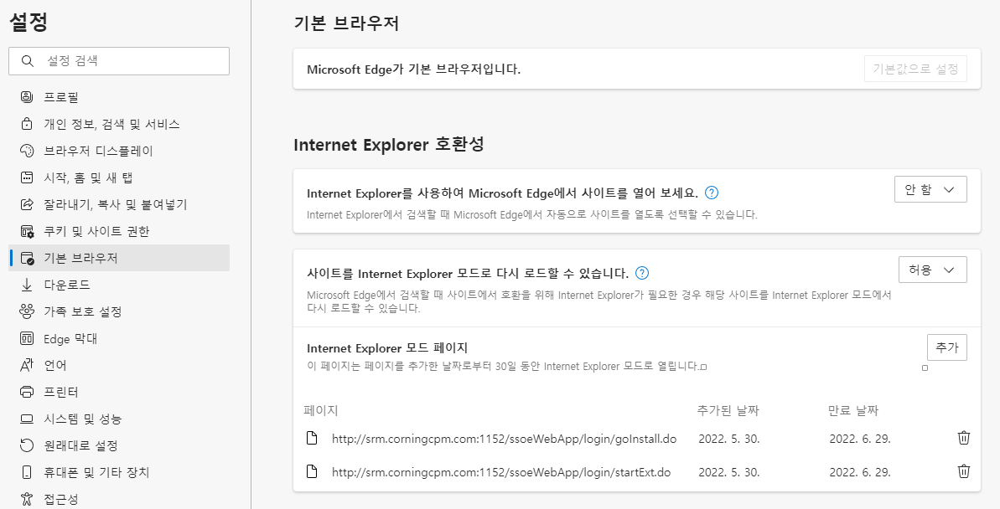 설정
설정 검색
프로필
개인 정보, 검색 및 서비스
브라우저 디스플레이
시작, 홈 및 새 탭
잘라내기, 복사 및 붙여넣기
쿠키 및 사이트 권한
기본 브라우저
다운로드
가족 보호 설정
Edge 막대
언어
프린터
시스템 및 성능
원래대로 설정
휴대폰 및 기타 장치
접근성
기본 브라우저
Microsoft Edge가 기본 브라우저입니다.
기본값으로 설정
Internet Explorer 호환성
Internet Explorer를 사용하여 Microsoft Edge에서 사이트를 열어 보세요.
안 함
Internet Explorer에서 검색할 때 Microsoft Edge에서 자동으로 사이트를 열도록 선택할 수 있습니다.
사이트를 Internet Explorer 모드로 다시 로드할 수 있습니다.
허용
Microsoft Edge에서 검색할 때 사이트에서 호환을 위해 Internet Explorer가 필요한 경우 해당 사이트를 Internet Explorer 모드에서
다시 로드할 수 있습니다.
Internet Explorer 모드 페이지
추가
이 페이지는 페이지를 추가한 날짜로부터 30일 동안 Internet Explorer 모드로 열립니다.
페이지 추가된 날짜 만료 날짜
http://srm.corningcpm.com:1152/ssoeWebApp/login/goInstall.do 2022. 5. 30. 2022. 6. 29.
http://srm.corningcpm.com:1152/ssoeWebApp/login/startExt.do 2022. 5. 30. 2022. 6. 29.